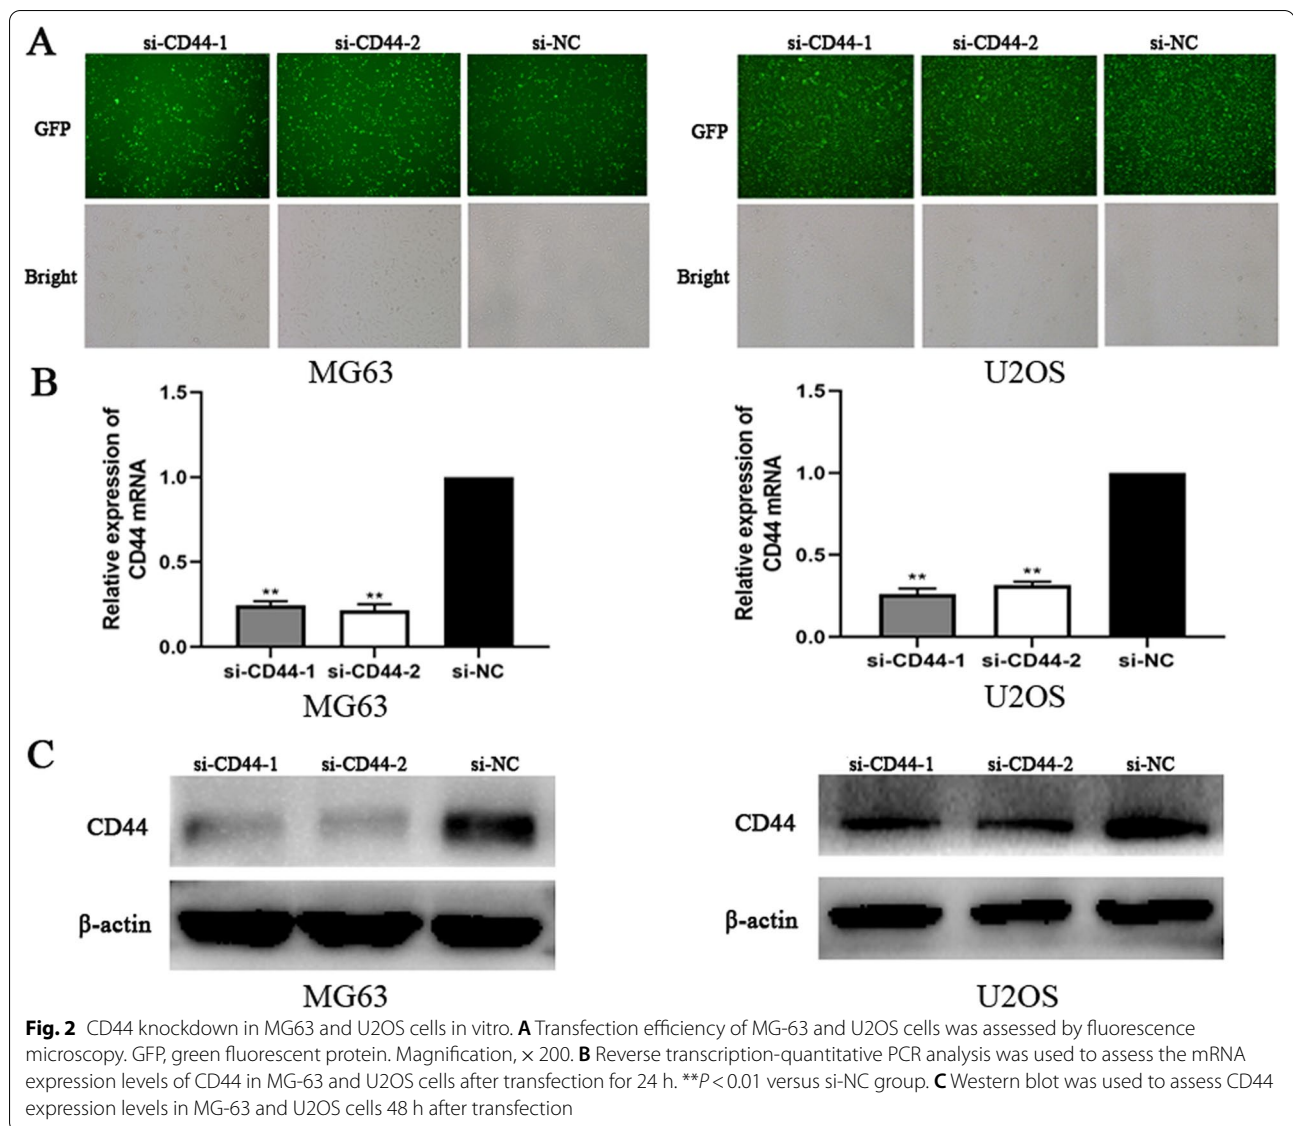 A
si-CD44-1 si-CD44-2 si-NC
si-CD44-1 si-CD44-2 si-NC
GFP
GFP
Bright
Bright
MG63
U2OS
B
Relative expression of
CD44 mRNA
1.5
1.0
0.5
0.0
** **
si-CD44-1 si-CD44-2 si-NC
MG63
Relative expression of
CD44 mRNA
1.5
1.0
0.5
0.0
** **
si-CD44-1 si-CD44-2 si-NC
U2OS
C
si-CD44-1 si-CD44-2 si-NC
CD44
β-actin
MG63
si-CD44-1 si-CD44-2 si-NC
CD44
β-actin
U2OS
Fig. 2 CD44 knockdown in MG63 and U2OS cells in vitro. A Transfection efficiency of MG-63 and U2OS cells was assessed by fluorescence
microscopy. GFP, green fluorescent protein. Magnification, × 200. B Reverse transcription-quantitative PCR analysis was used to assess the mRNA
expression levels of CD44 in MG-63 and U2OS cells after transfection for 24 h. **P < 0.01 versus si-NC group. C Western blot was used to assess CD44
expression levels in MG-63 and U2OS cells 48 h after transfection